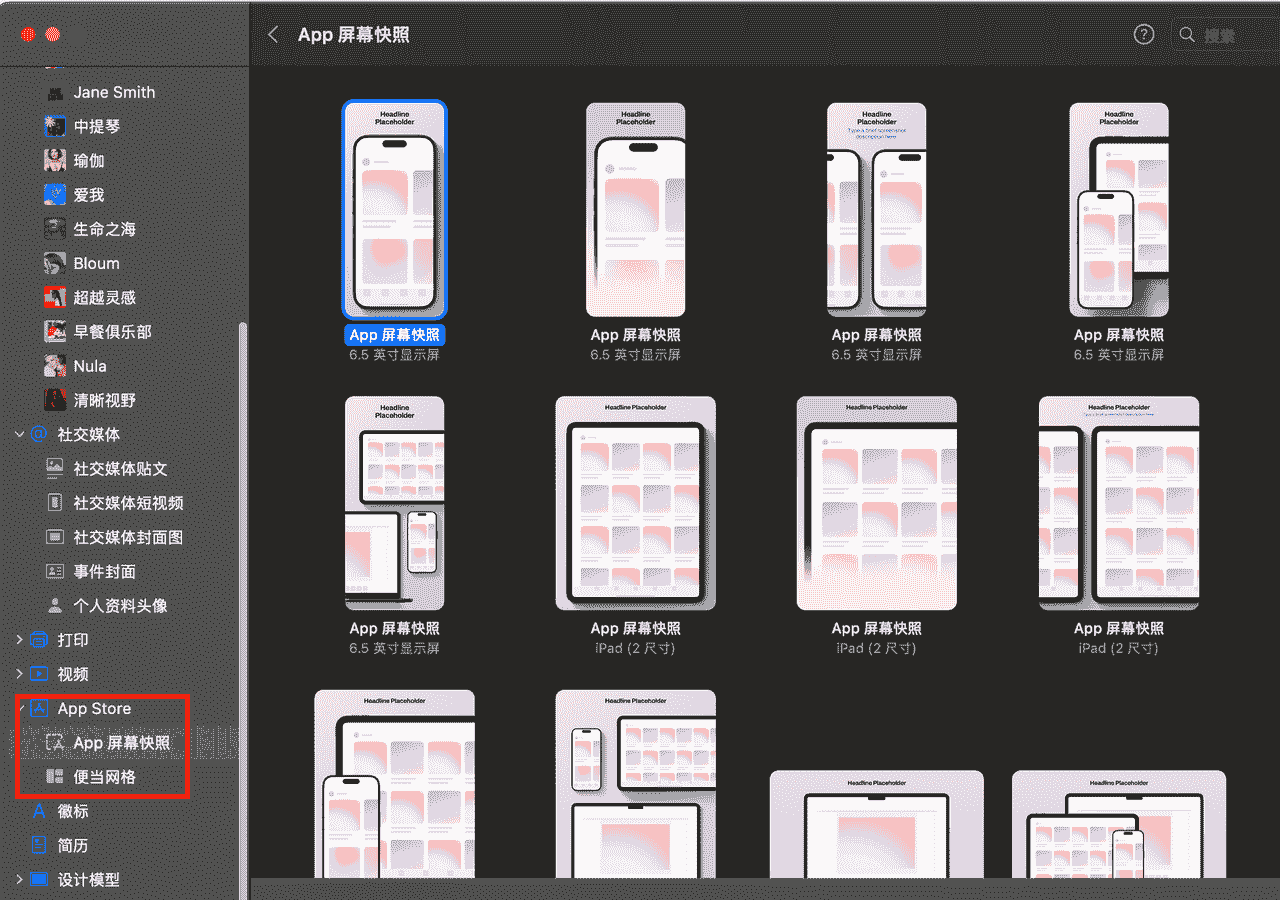 App 屏幕快照
搜索
Jane Smith
中提琴
瑜伽
爱我
生命之海
Bloum
超越灵感
早餐俱乐部
Nula
清晰视野
社交媒体
社交媒体贴文
社交媒体短视频
社交媒体封面图
事件封面
个人资料头像
打印
视频
App Store
App 屏幕快照
便当网格
徽标
简历
设计模型
Headline
Placeholder
App 屏幕快照
6.5 英寸显示屏
Headline
Placeholder
App 屏幕快照
6.5 英寸显示屏
Headline
Placeholder
Type a brief screenshot
description here
App 屏幕快照
6.5 英寸显示屏
Headline
Placeholder
App 屏幕快照
6.5 英寸显示屏
Headline
Placeholder
App 屏幕快照
6.5 英寸显示屏
Headline Placeholder
App 屏幕快照
iPad (2 尺寸)
Headline Placeholder
App 屏幕快照
iPad (2 尺寸)
Headline Placeholder
Type a brief screenshot description here
App 屏幕快照
iPad (2 尺寸)
Headline Placeholder
Headline Placeholder
Headline Placeholder
Headline Placeholder